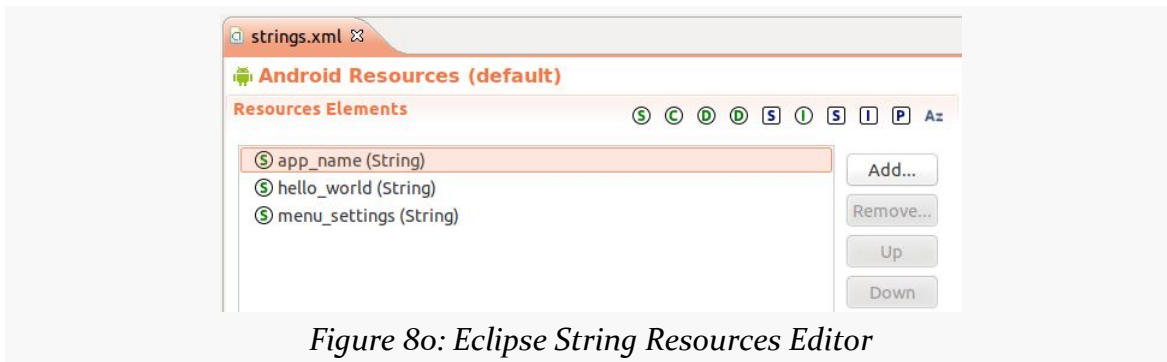 strings.xml
Android Resources (default)
Resources Elements
S C D D S I S I P Az
S app_name (String)
S hello_world (String)
S menu_settings (String)
Add...
Remove...
Up
Down
Figure 80: Eclipse String Resources Editor